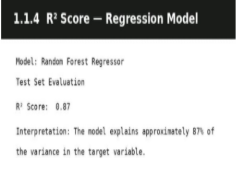 1.1.4 R² Score — Regression Model
Model: Random Forest Regressor
Test Set Evaluation
R² Score: 0.87
Interpretation: The model explains approximately 87% of
the variance in the target variable.